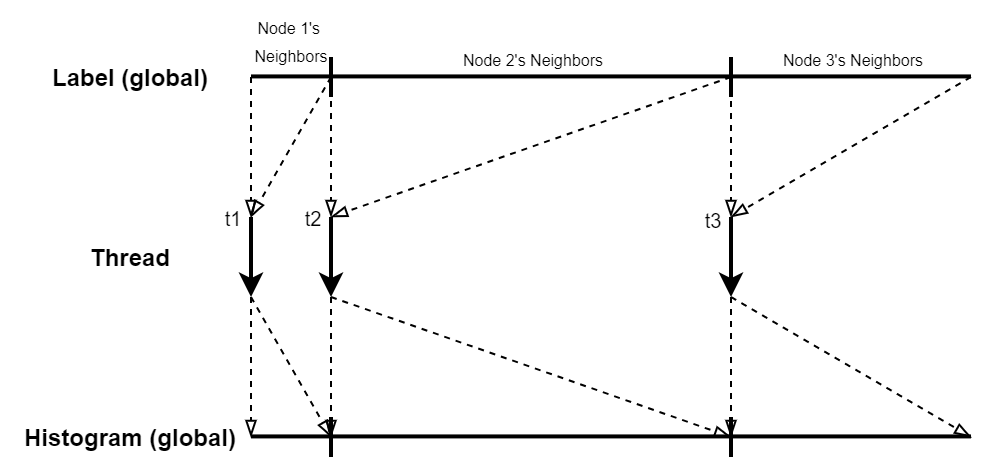 Node 1's
Neighbors
Node 2's Neighbors
Node 3's Neighbors
Label (global)
t1
t2
t3
Thread
Histogram (global)